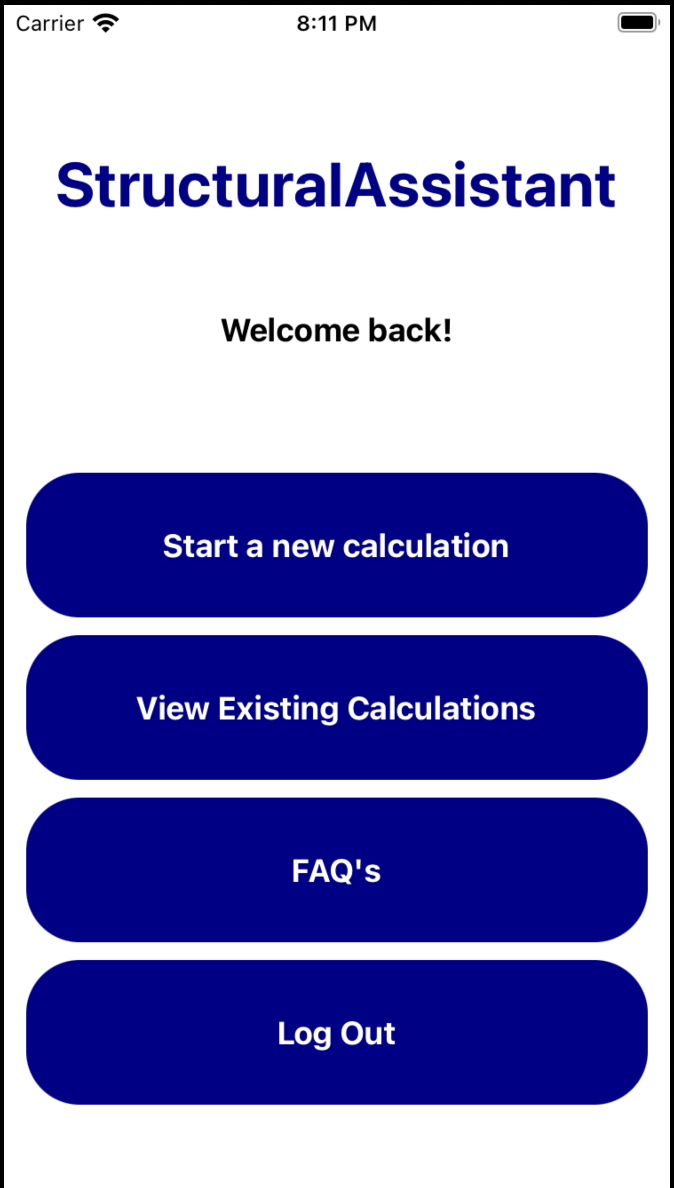 Carrier
8:11 PM
StructuralAssistant
Welcome back!
Start a new calculation
View Existing Calculations
FAQ's
Log Out